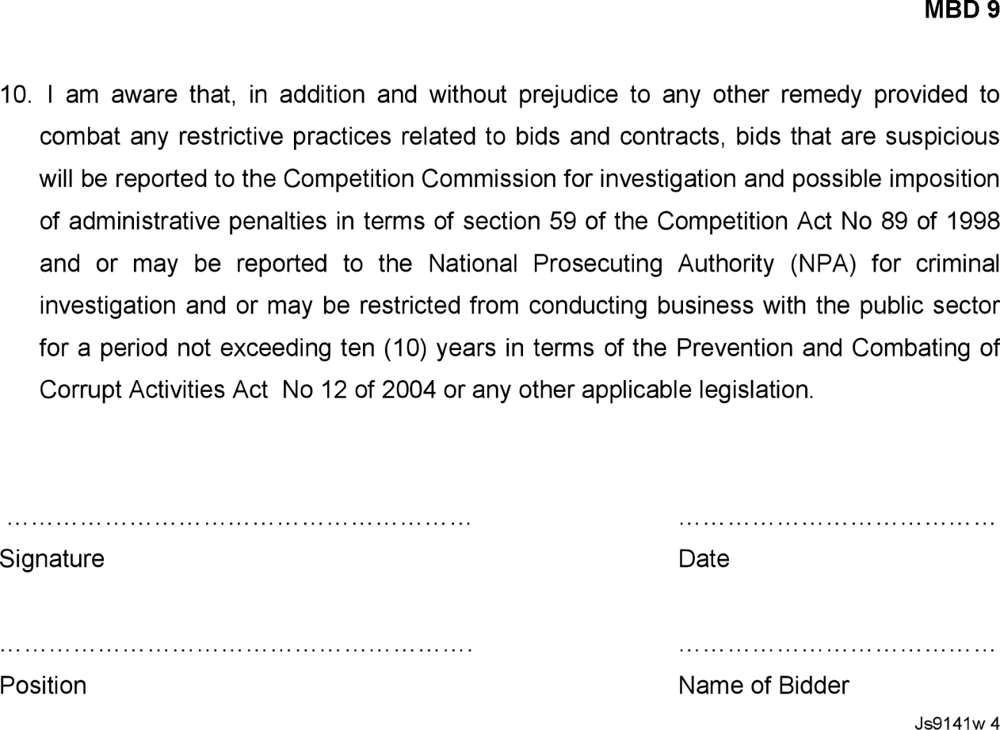 MBD 9
10. I am aware that, in addition and without prejudice to any other remedy provided to
combat any restrictive practices related to bids and contracts, bids that are suspicious
will be reported to the Competition Commission for investigation and possible imposition
of administrative penalties in terms of section 59 of the Competition Act No 89 of 1998
and or may be reported to the National Prosecuting Authority (NPA) for criminal
investigation and or may be restricted from conducting business with the public sector
for a period not exceeding ten (10) years in terms of the Prevention and Combating of
Corrupt Activities Act  No 12 of 2004 or any other applicable legislation.
………………………………………………… …………………………………
Signature Date
…………………………………………………. …………………………………
Position Name of Bidder
Js9141w 4